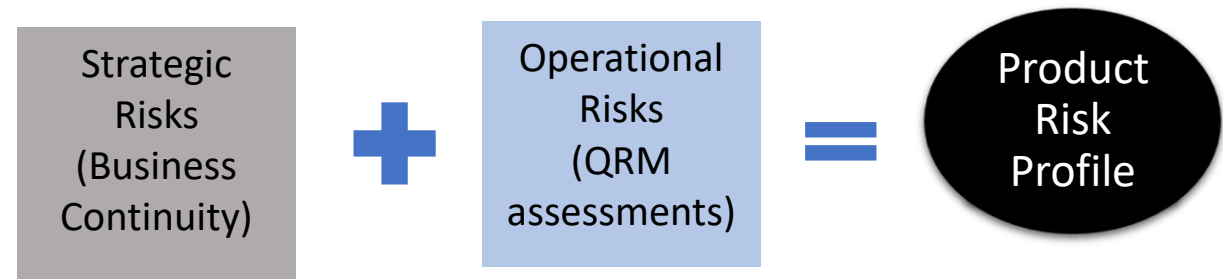 Strategic
Risks
(Business
Continuity)
Operational
Risks
(QRM
assessments)
Product
Risk
Profile